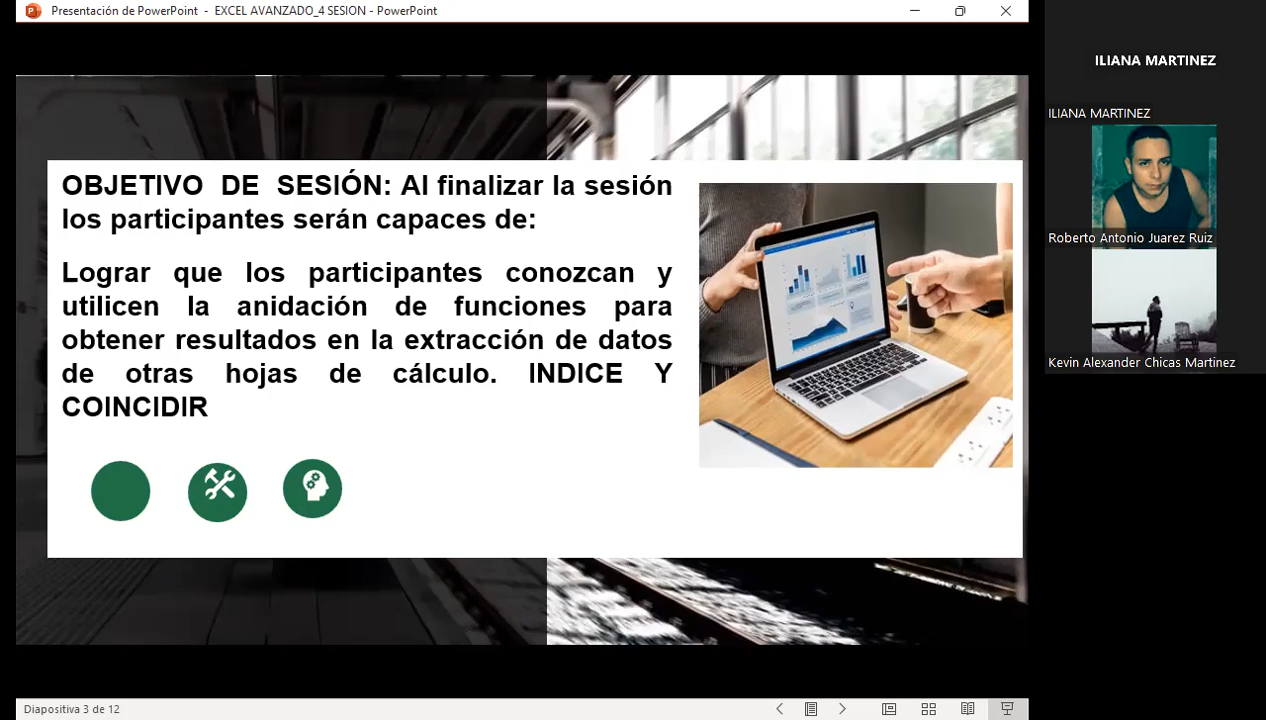 Presentación de PowerPoint - EXCEL AVANZADO_4 SESION - PowerPoint
OBJETIVO DE SESIÓN: Al finalizar la sesión
los participantes serán capaces de:
Lograr que los participantes conozcan y
utilicen la anidación de funciones para
obtener resultados en la extracción de datos
de otras hojas de cálculo. INDICE Y
COINCIDIR
Diapositiva 3 de 12
ILIANA MARTINEZ
ILIANA MARTINEZ
Roberto Antonio Juarez Ruiz
Kevin Alexander Chicas Martinez